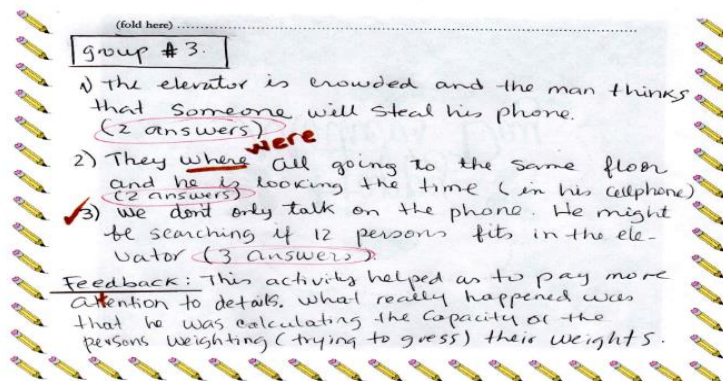 (fold here)
group # 3.
1) the elevator is crowded and the man thinks
that someone will steal his phone.
(2 answers)
were
2) They where all going to the same floor
and he is looking the time (in his cellphone)
(2 answers)
3) we don't only talk on the phone. He might
be searching if 12 persons fits in the ele-
vator (3 answers)
Feedback: This activity helped as to pay more
attention to details. what really happened was
that he was calculating the capacity or the
persons weighting (trying to gress) their weights.